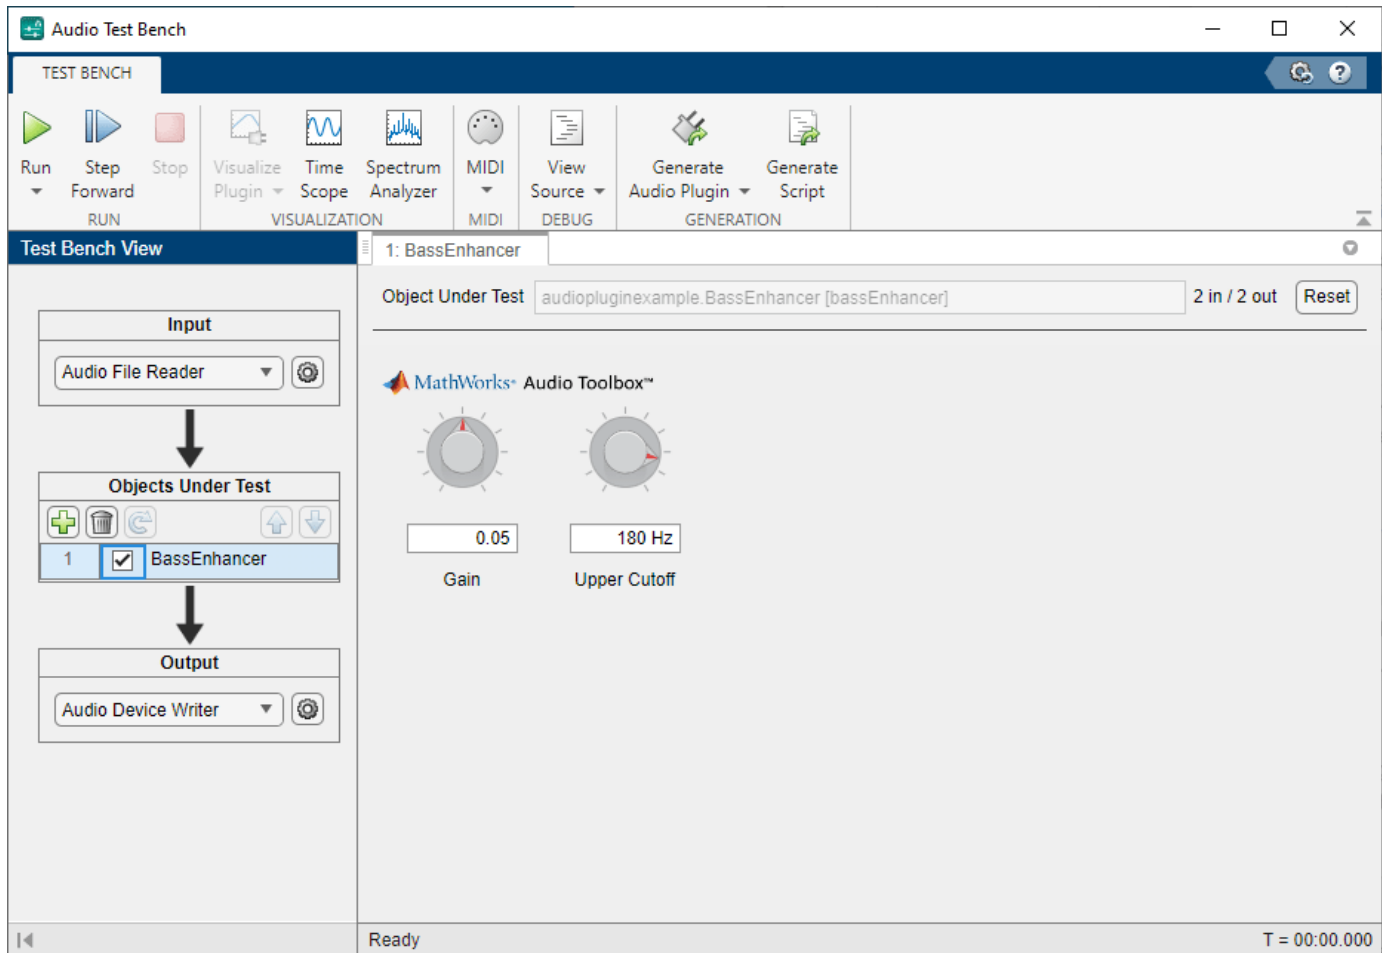 Audio Test Bench
TEST BENCH
Run
Step Forward
Stop
Visualize Plugin
Time Scope
Spectrum Analyzer
MIDI
View Source
Generate Audio Plugin
Generate Script
RUN
VISUALIZATION
MIDI
DEBUG
GENERATION
Test Bench View
1: BassEnhancer
Object Under Test audiopluginexample.BassEnhancer [bassEnhancer] 2 in / 2 out Reset
Input
Audio File Reader
Objects Under Test
1 BassEnhancer
Output
Audio Device Writer
MathWorks® Audio Toolbox™
0.05
180 Hz
Gain
Upper Cutoff
Ready
T = 00:00.000